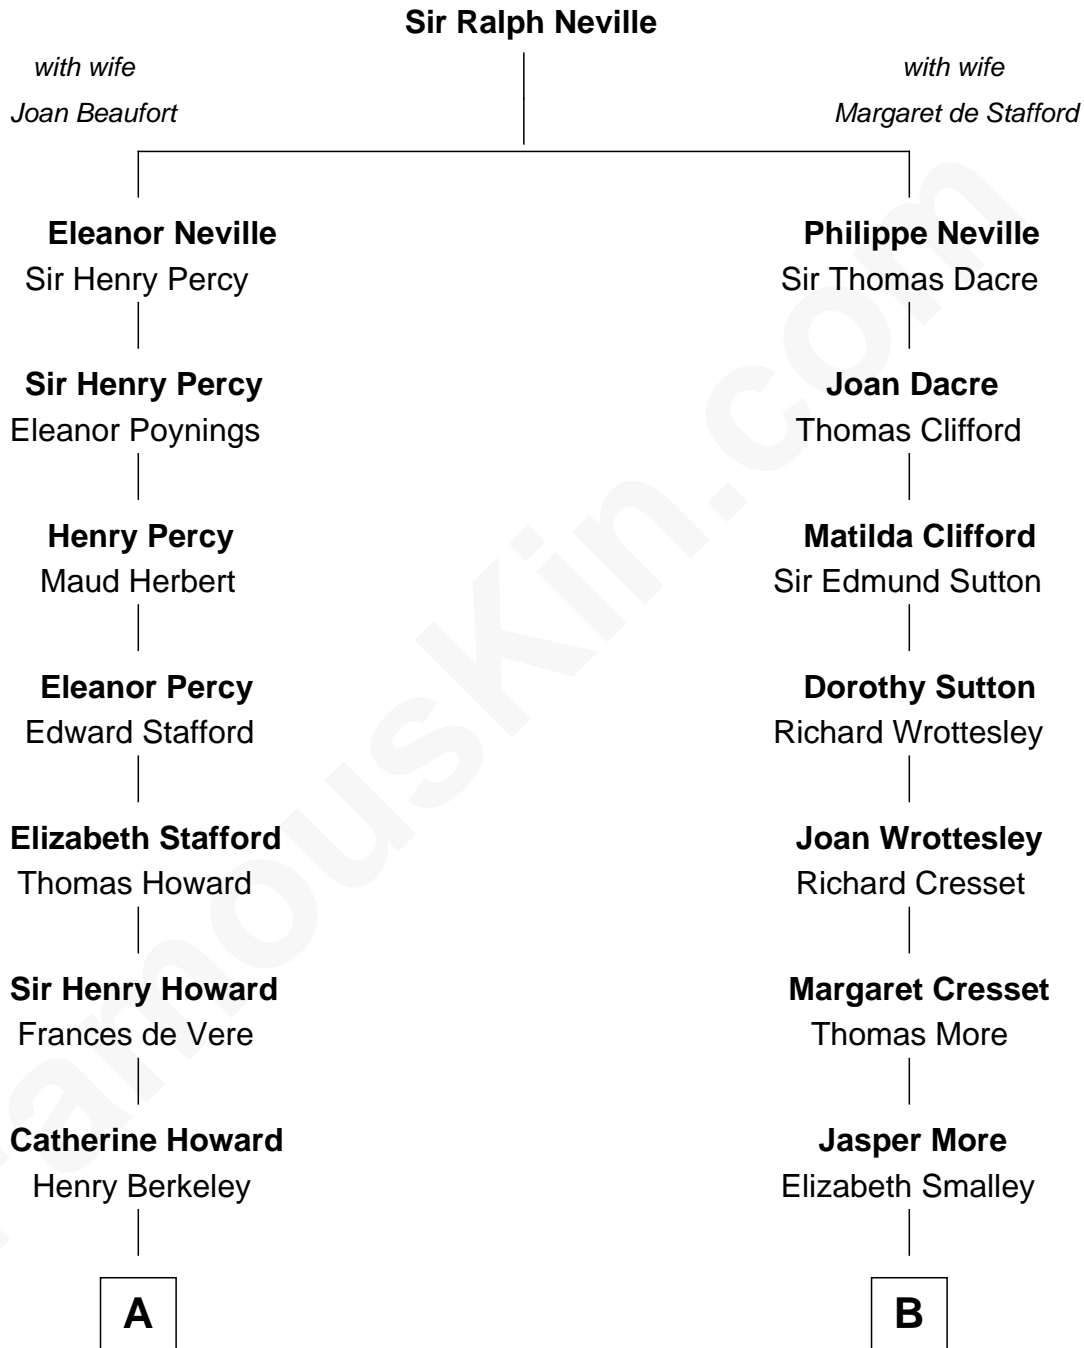 Sir Ralph Neville
with wife
Joan Beaufort
with wife
Margaret de Stafford
Eleanor Neville
Sir Henry Percy
Philippe Neville
Sir Thomas Dacre
Sir Henry Percy
Eleanor Poynings
Joan Dacre
Thomas Clifford
Henry Percy
Maud Herbert
Matilda Clifford
Sir Edmund Sutton
Eleanor Percy
Edward Stafford
Dorothy Sutton
Richard Wrottesley
Elizabeth Stafford
Thomas Howard
Joan Wrottesley
Richard Cresset
Sir Henry Howard
Frances de Vere
Margaret Cresset
Thomas More
Catherine Howard
Henry Berkeley
Jasper More
Elizabeth Smalley
A
B
FamousKin.com